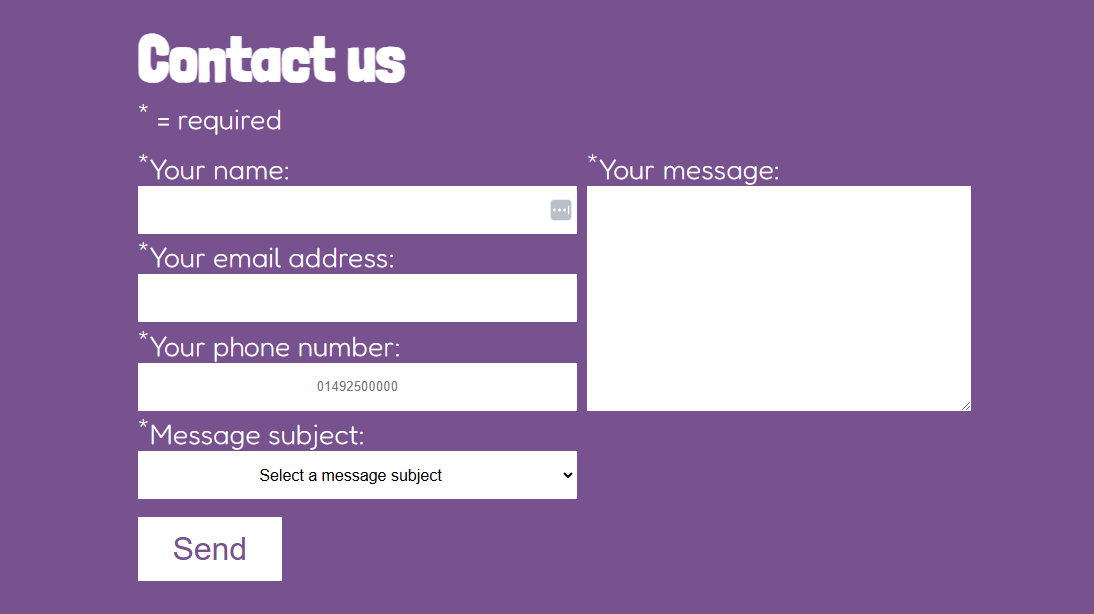 Contact us
* = required
*Your name:
*Your email address:
*Your phone number:
01492500000
*Message subject:
Select a message subject
Send
*Your message: